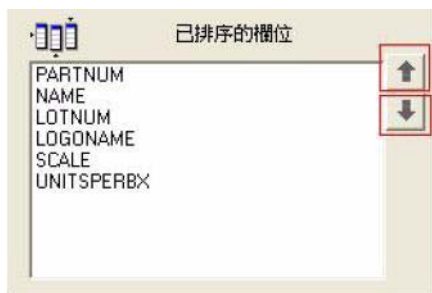 已排序的欄位
PARTNUM
NAME
LOTNUM
LOGONAME
SCALE
UNITSPERBX